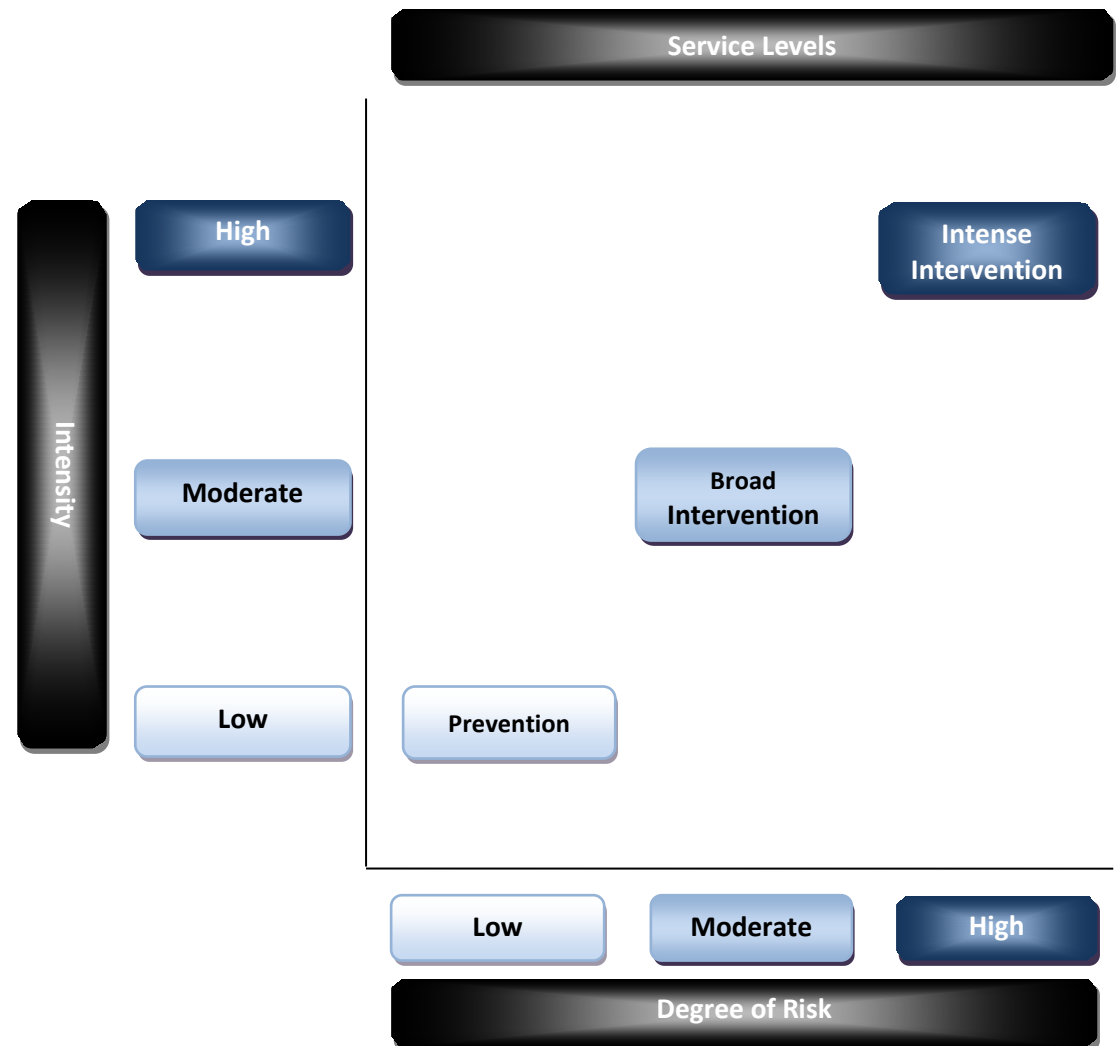 Service Levels
High
Intense
Intervention
Intensity
Moderate
Broad
Intervention
Low
Prevention
Low
Moderate
High
Degree of Risk